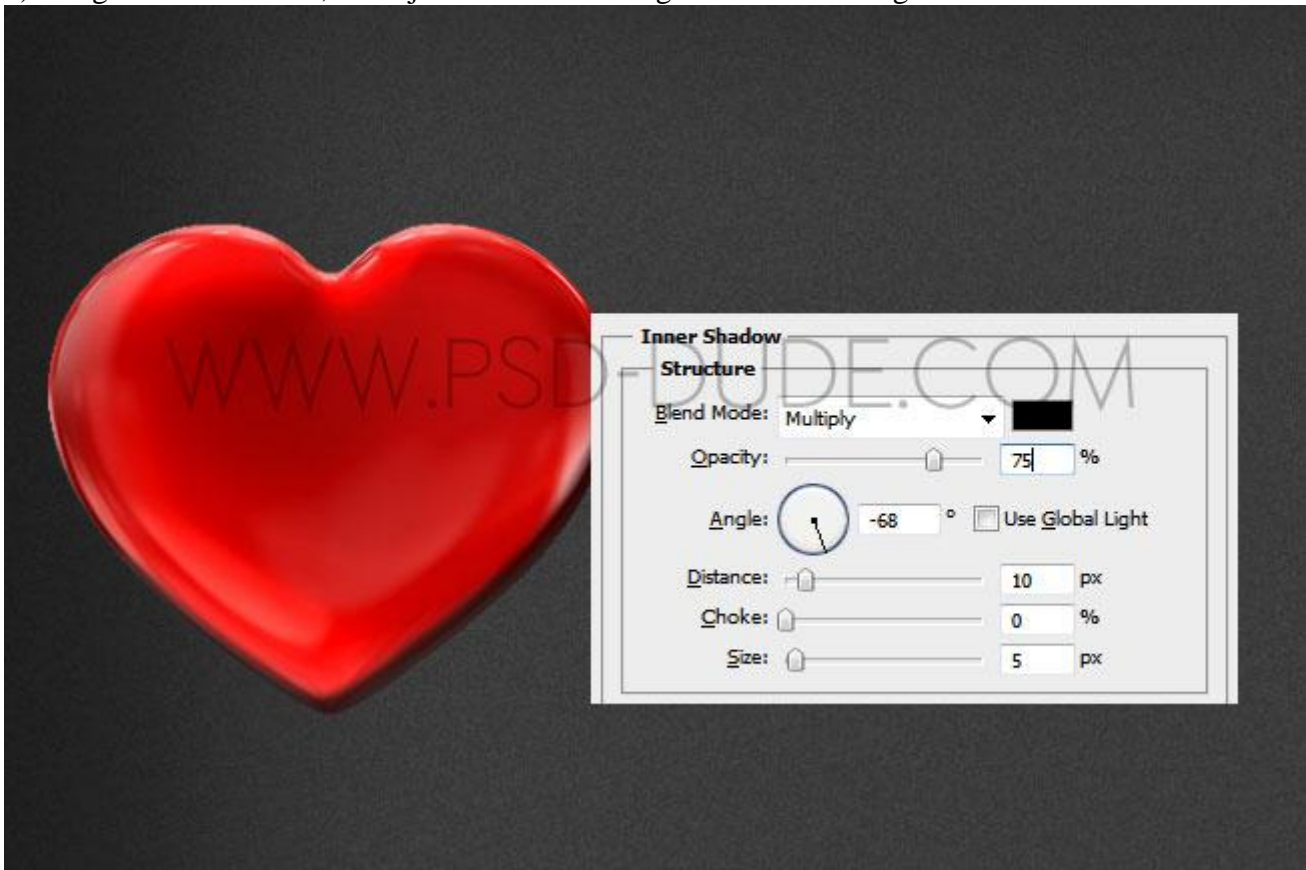 WWW.PSD-DUDE.COM
Inner Shadow
Structure
Blend Mode: Multiply
Opacity: 75 %
Angle: -68 ° Use Global Light
Distance: 10 px
Choke: 0 %
Size: 5 px